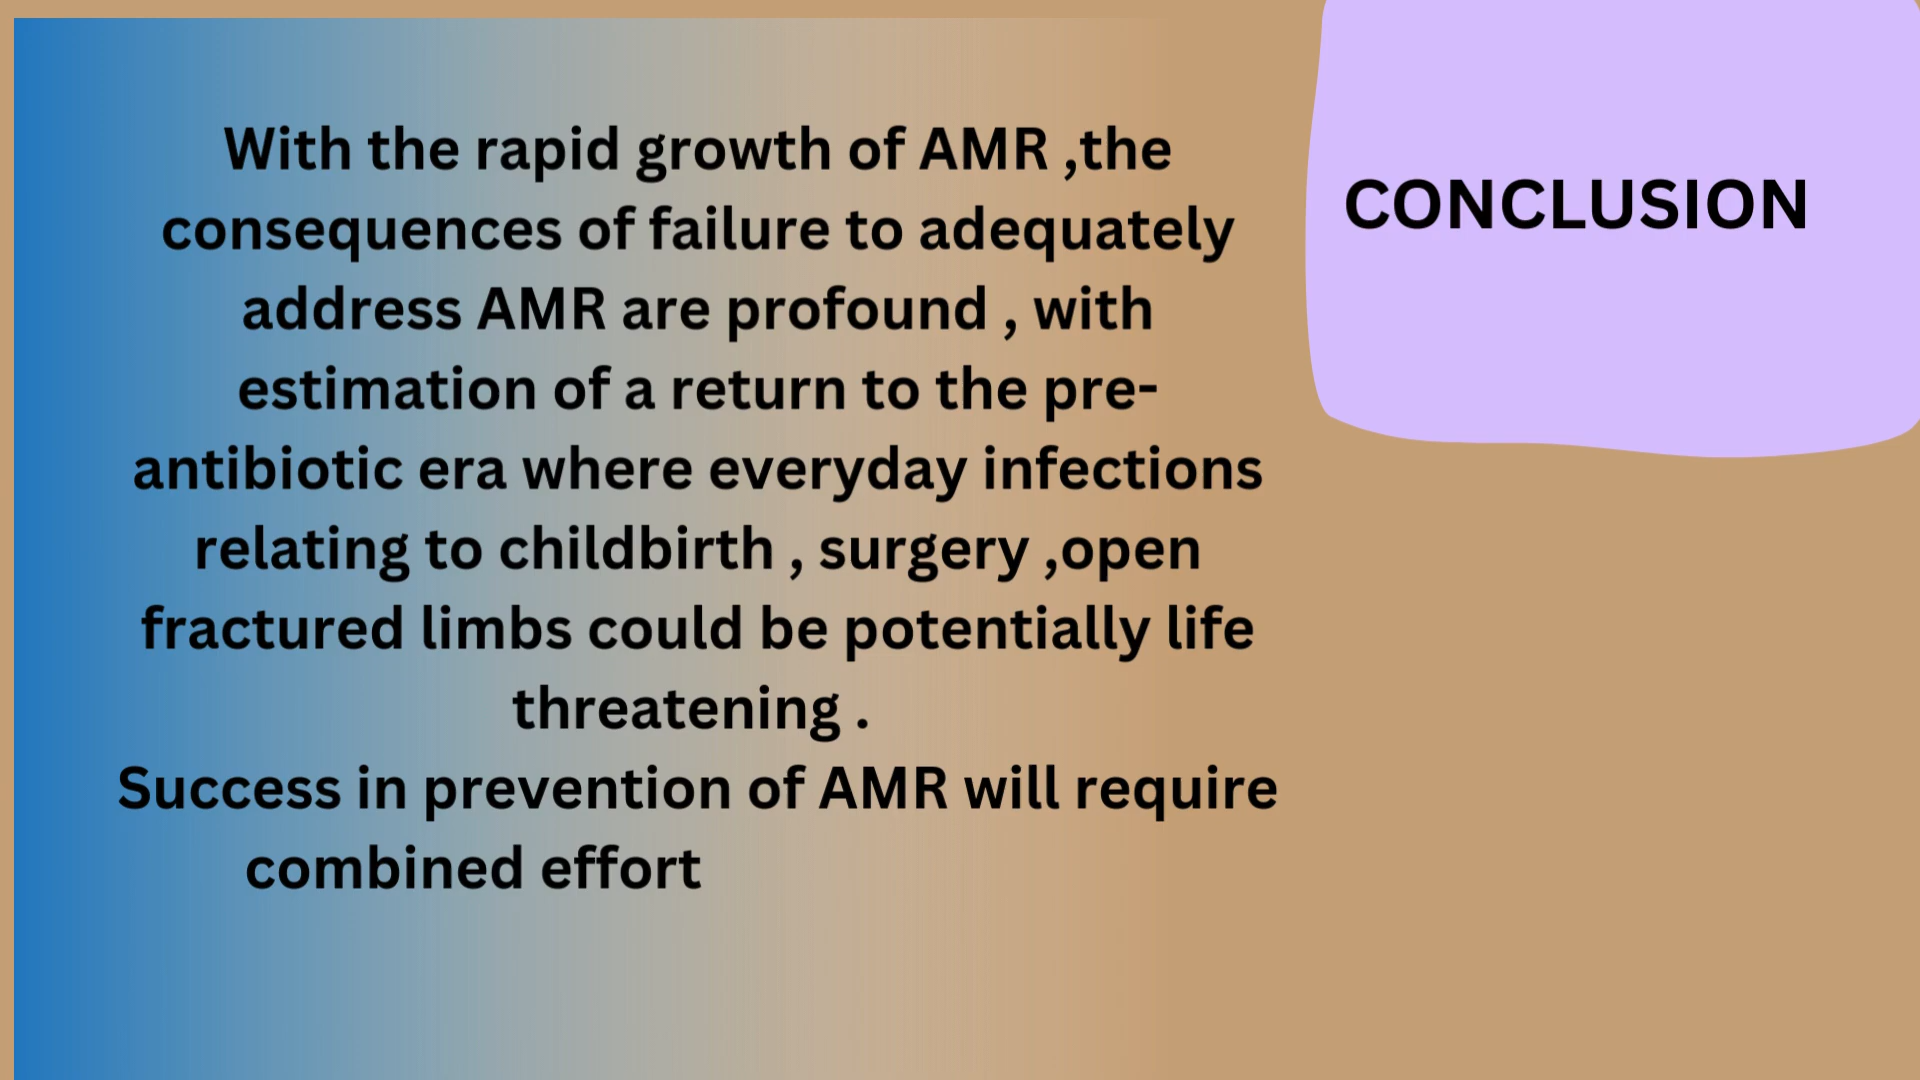 With the rapid growth of AMR ,the
consequences of failure to adequately
address AMR are profound , with
estimation of a return to the pre-
antibiotic era where everyday infections
relating to childbirth , surgery ,open
fractured limbs could be potentially life
threatening .
Success in prevention of AMR will require
combined effort
CONCLUSION